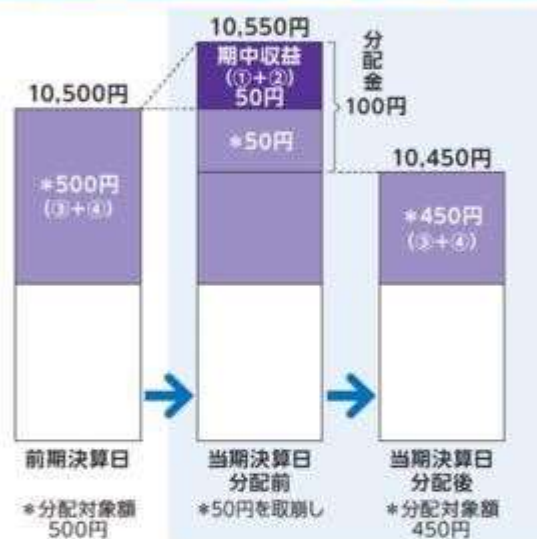 10,550円
期中収益
(①+②)
50円
分配金
100円
10,500円
*50円
10,450円
*500円
(③+④)
*450円
(③+④)
前期決算日
当期決算日
分配前
当期決算日
分配後
*分配対象額
500円
*50円を取崩し
*分配対象額
450円